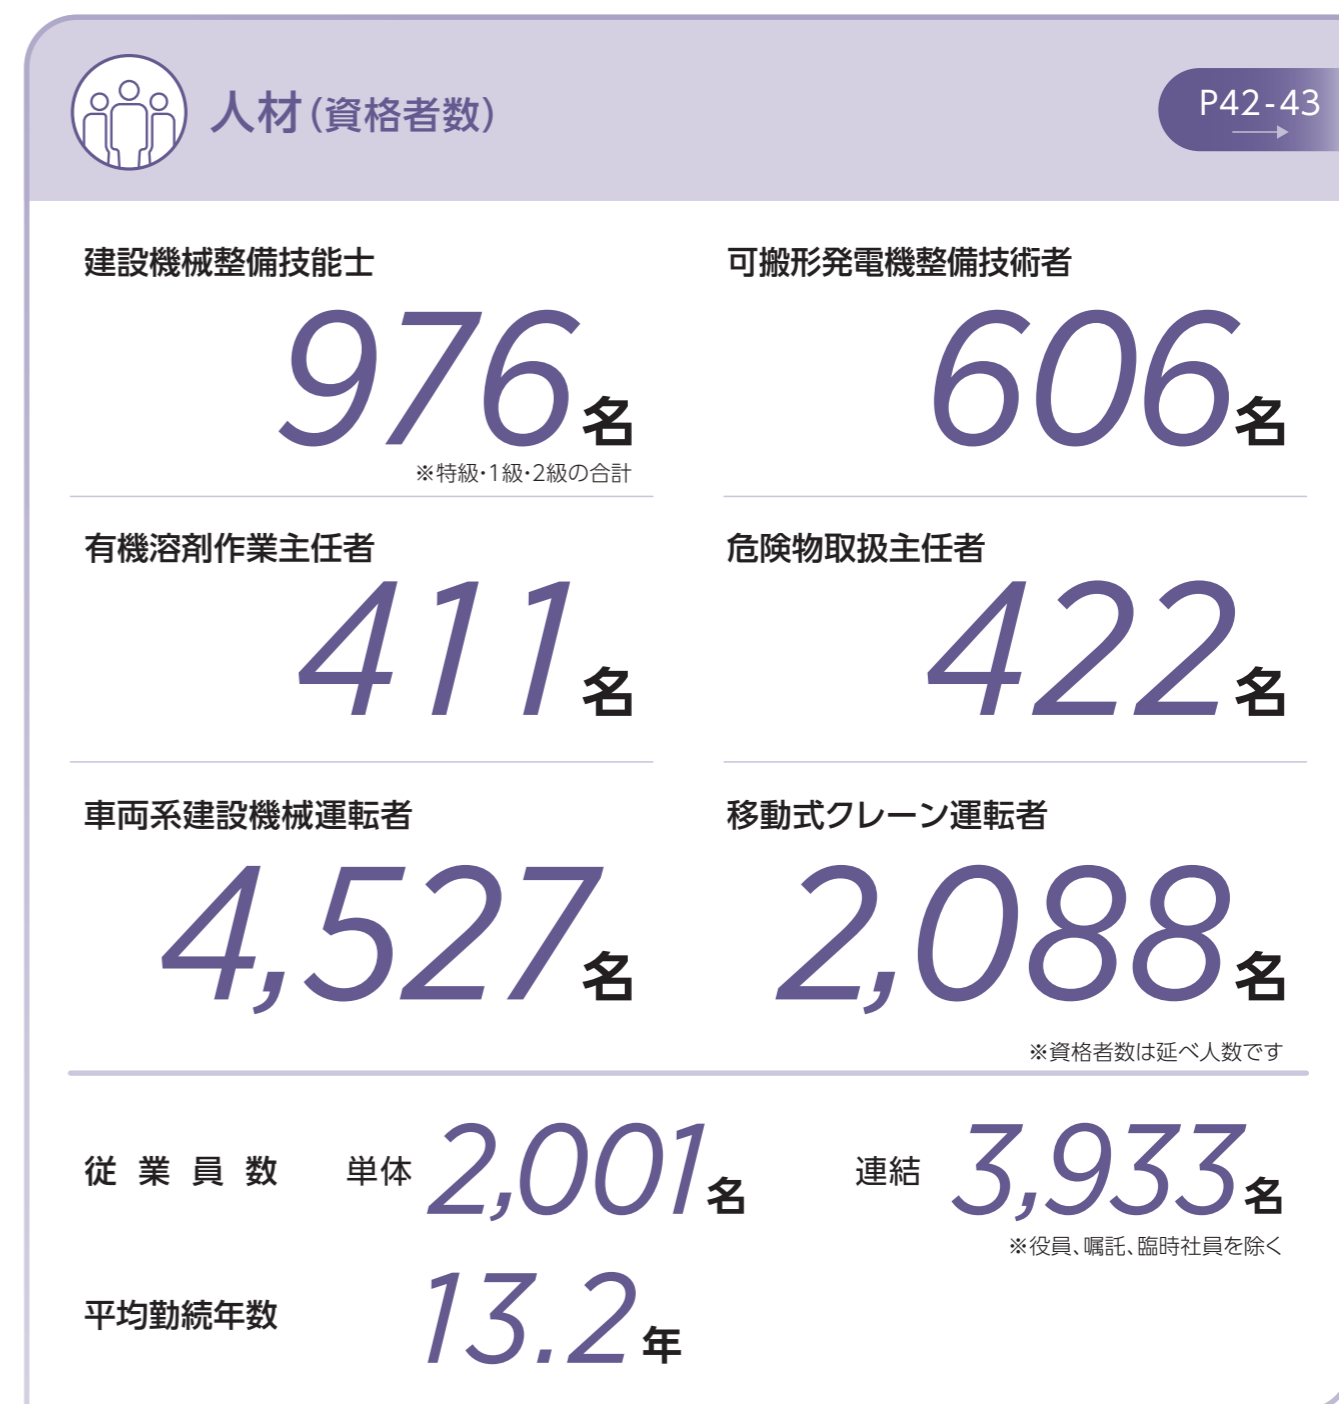 人材(資格者数)
P42-43
建設機械整備技能士
976名
※特級・1級・2級の合計
可搬形発電機整備技術者
606名
有機溶剤作業主任者
411名
危険物取扱主任者
422名
車両系建設機械運転者
4,527名
移動式クレーン運転者
2,088名
※資格者数は延べ人数です
従業員数 単体 2,001名 連結 3,933名
※役員、嘱託、臨時社員を除く
平均勤続年数 13.2年